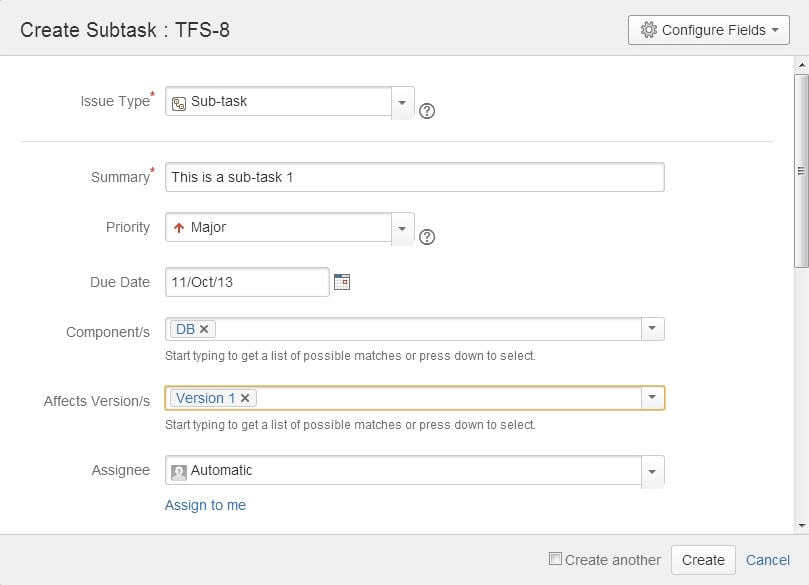 Create Subtask : TFS-8
Configure Fields
Issue Type* Sub-task ?
Summary* This is a sub-task 1
Priority Major ?
Due Date 11/Oct/13
Component/s DB ×
Start typing to get a list of possible matches or press down to select.
Affects Version/s Version 1 ×
Start typing to get a list of possible matches or press down to select.
Assignee Automatic
Assign to me
Create another Create Cancel